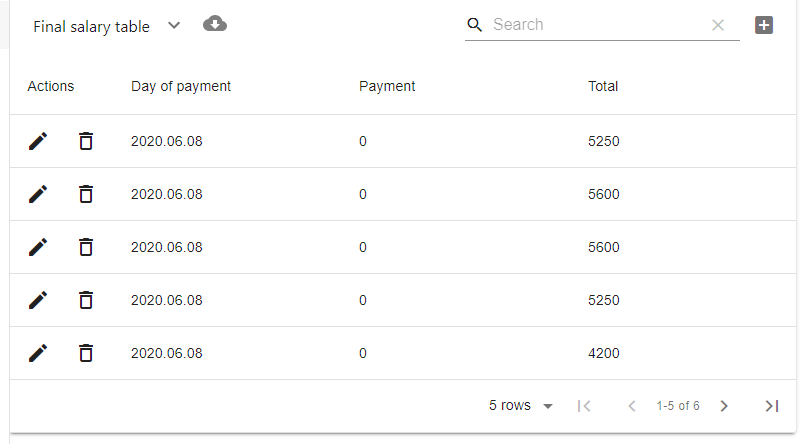 Final salary table Search
Actions Day of payment Payment Total
2020.06.08 0 5250
2020.06.08 0 5600
2020.06.08 0 5600
2020.06.08 0 5250
2020.06.08 0 4200
5 rows 1-5 of 6